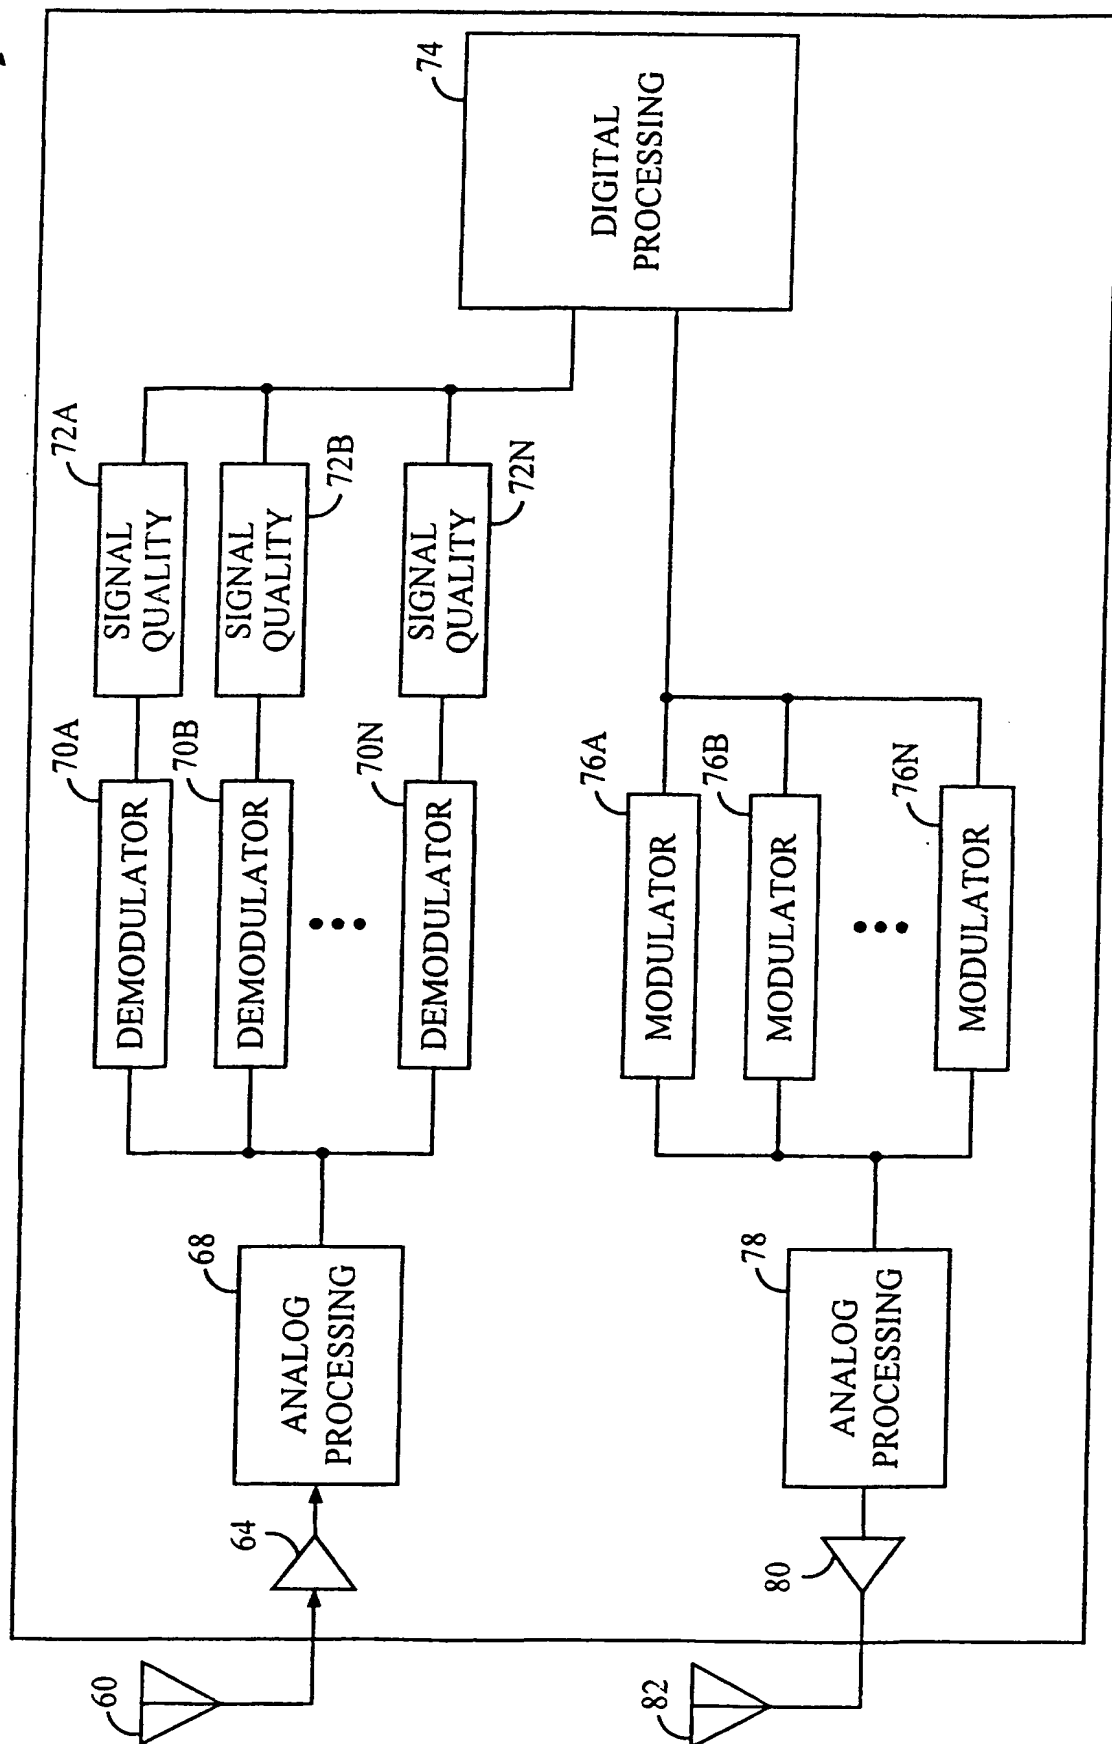 60
64
68
ANALOG
PROCESSING
70A
DEMODULATOR
70B
DEMODULATOR
70N
DEMODULATOR
72A
SIGNAL
QUALITY
72B
SIGNAL
QUALITY
72N
SIGNAL
QUALITY
74
DIGITAL
PROCESSING
76A
MODULATOR
76B
MODULATOR
76N
MODULATOR
78
ANALOG
PROCESSING
80
82